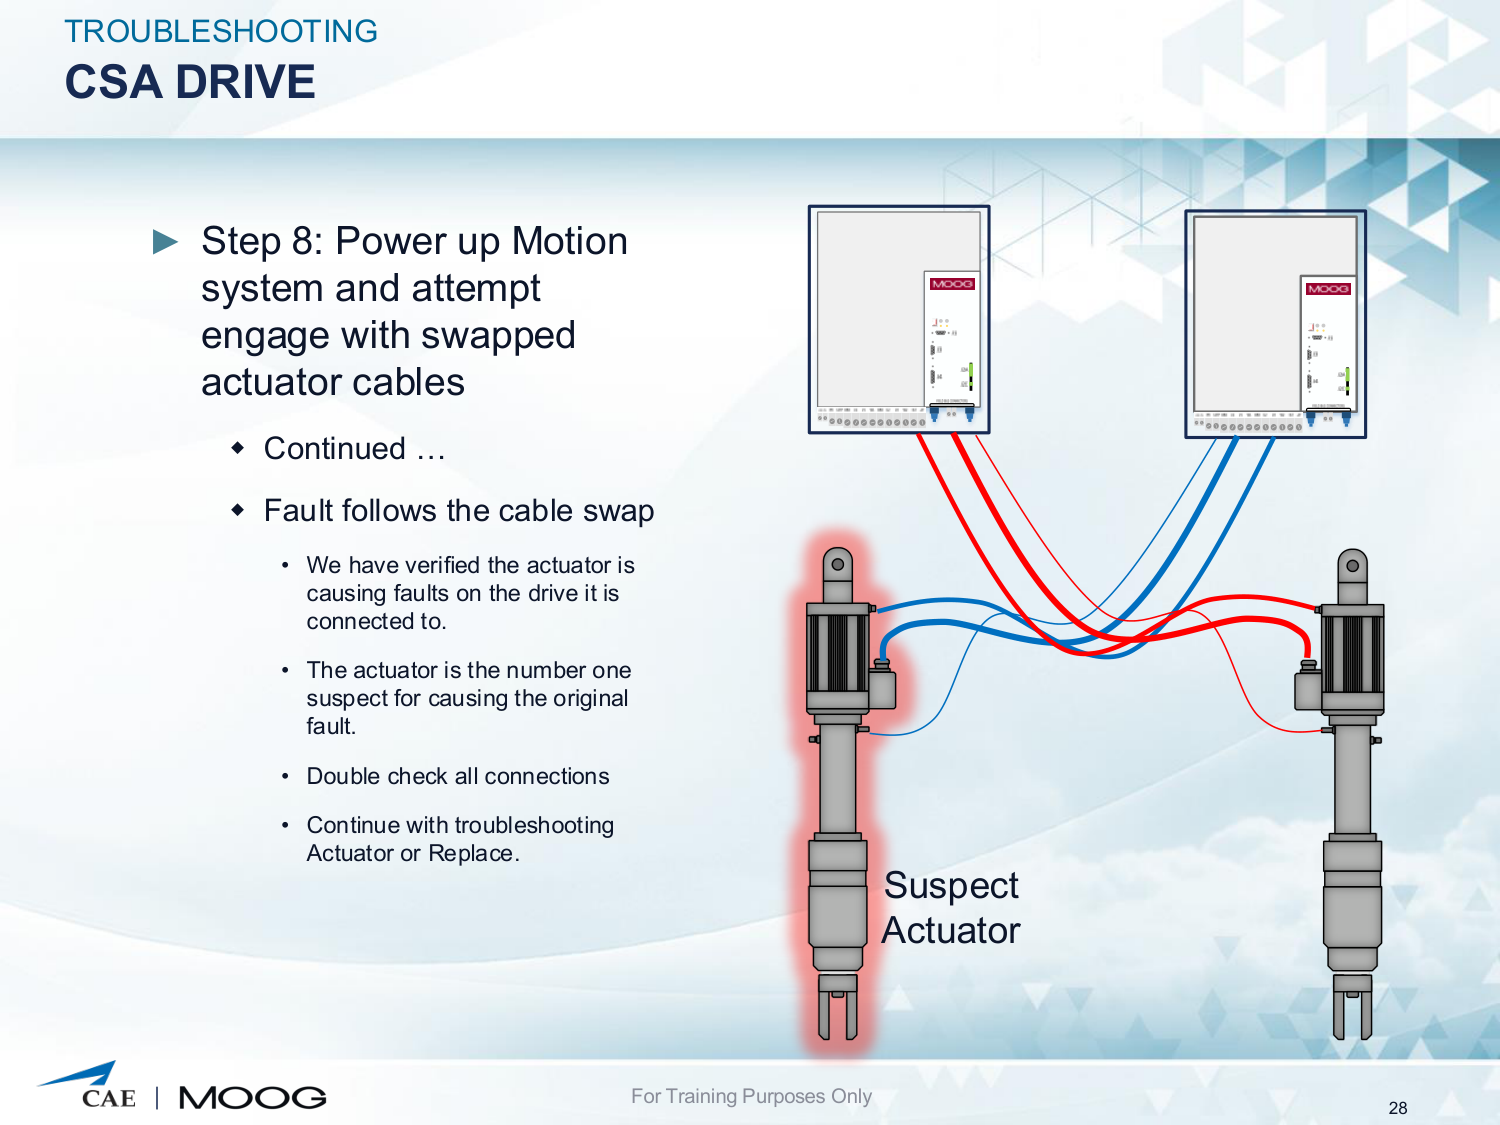 TROUBLESHOOTING
CSA DRIVE
► Step 8: Power up Motion
system and attempt
engage with swapped
actuator cables
◆ Continued …
◆ Fault follows the cable swap
• We have verified the actuator is
causing faults on the drive it is
connected to.
• The actuator is the number one
suspect for causing the original
fault.
• Double check all connections
• Continue with troubleshooting
Actuator or Replace.
MOOG
MOOG
Suspect
Actuator
CAE | MOOG
For Training Purposes Only
28